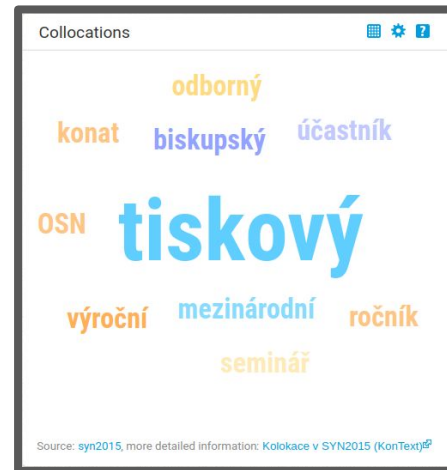 Collocations ?
odborný
konat biskupský účastník
OSN tiskový
výroční mezinárodní ročník
seminář
Source: syn2015, more detailed information: Kolokace v SYN2015 (KonText)